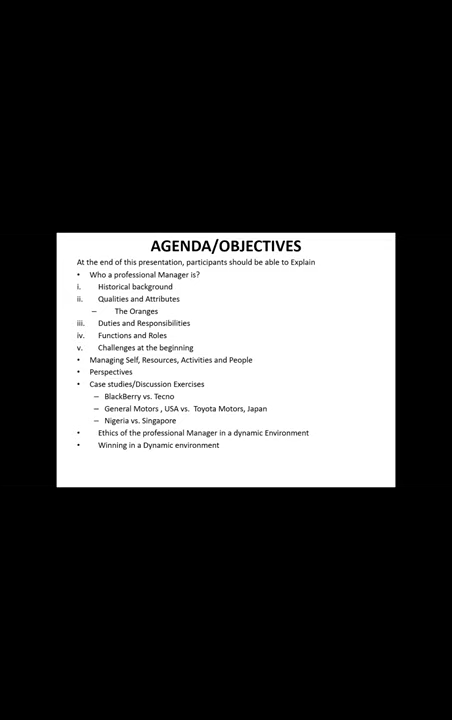 AGENDA/OBJECTIVES
At the end of this presentation, participants should be able to Explain
• Who a professional Manager is?
i. Historical background
ii. Qualities and Attributes
– The Oranges
iii. Duties and Responsibilities
iv. Functions and Roles
v. Challenges at the beginning
• Managing Self, Resources, Activities and People
• Perspectives
• Case studies/Discussion Exercises
– BlackBerry vs. Tecno
– General Motors , USA vs. Toyota Motors, Japan
– Nigeria vs. Singapore
• Ethics of the professional Manager in a dynamic Environment
• Winning in a Dynamic environment